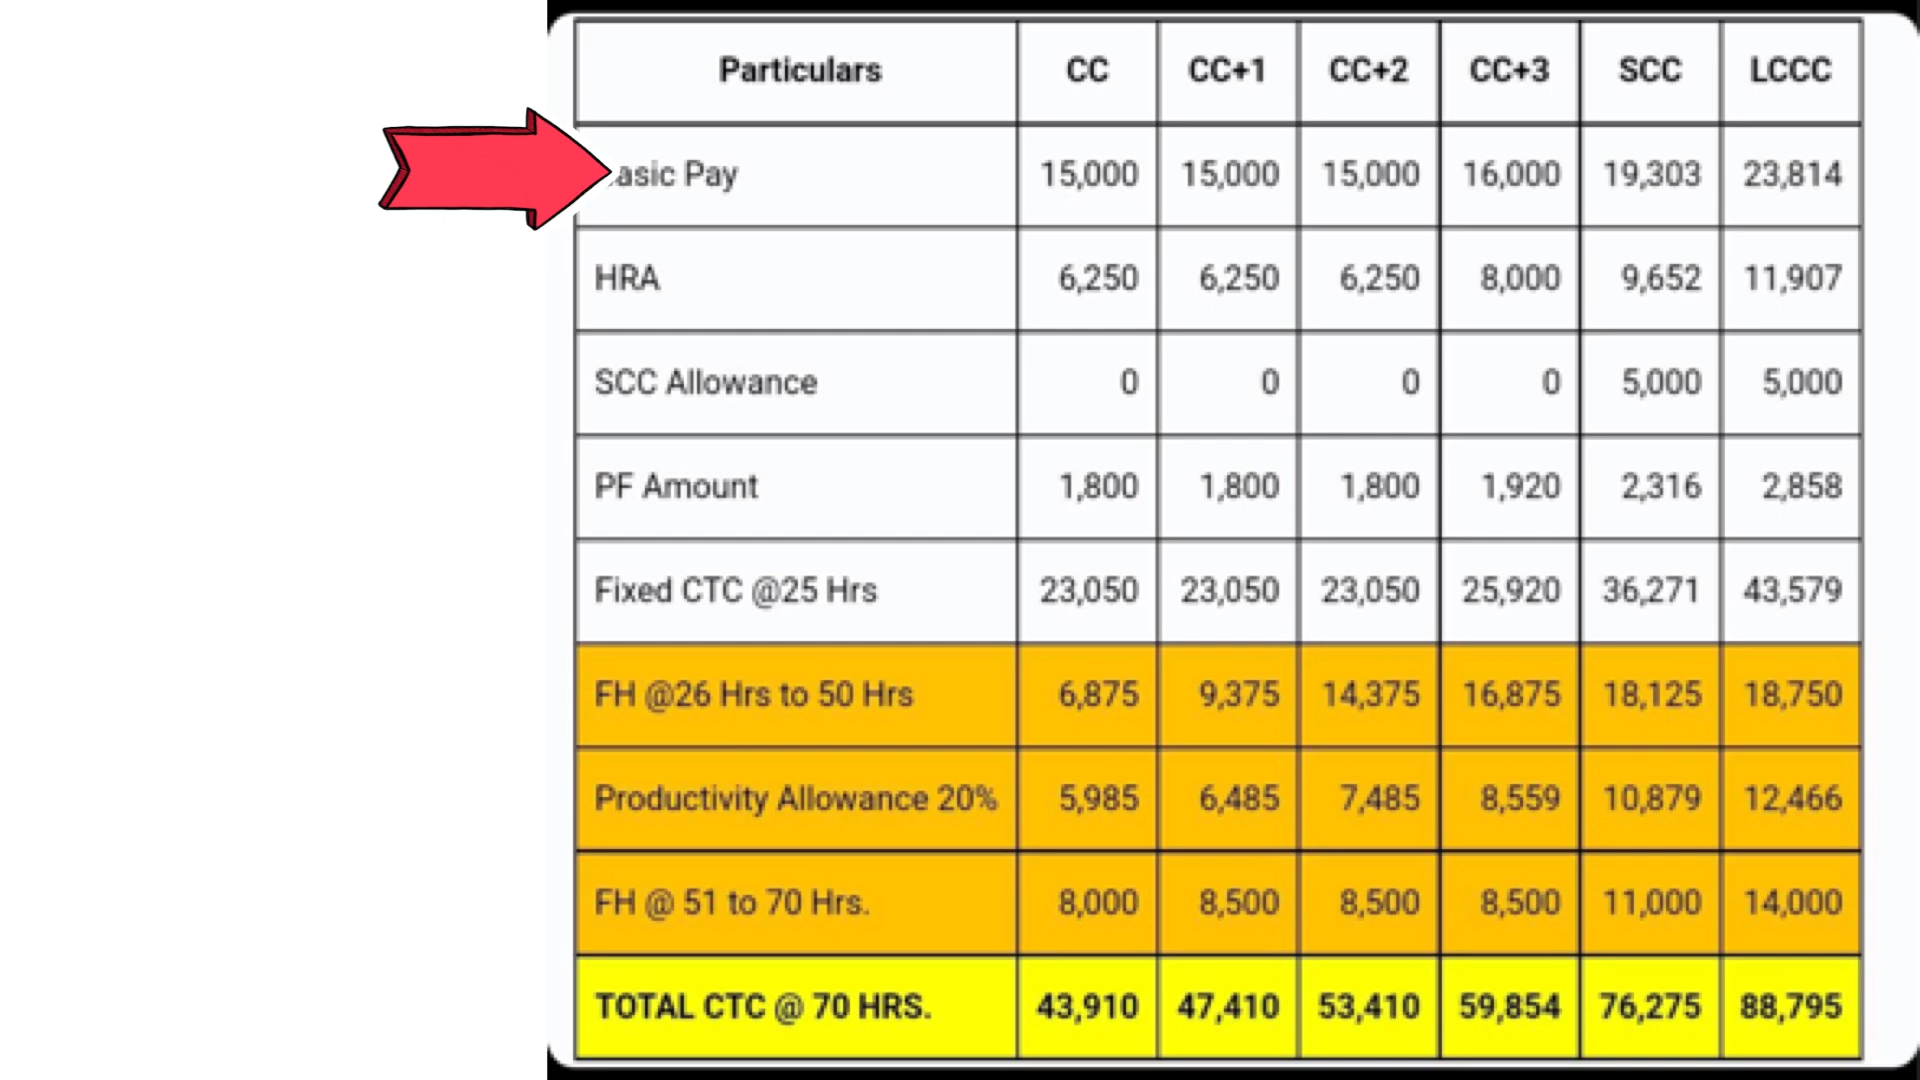 Particulars CC CC+1 CC+2 CC+3 SCC LCCC
asic Pay 15,000 15,000 15,000 16,000 19,303 23,814
HRA 6,250 6,250 6,250 8,000 9,652 11,907
SCC Allowance 0 0 0 0 5,000 5,000
PF Amount 1,800 1,800 1,800 1,920 2,316 2,858
Fixed CTC @25 Hrs 23,050 23,050 23,050 25,920 36,271 43,579
FH @26 Hrs to 50 Hrs 6,875 9,375 14,375 16,875 18,125 18,750
Productivity Allowance 20% 5,985 6,485 7,485 8,559 10,879 12,466
FH @ 51 to 70 Hrs. 8,000 8,500 8,500 8,500 11,000 14,000
TOTAL CTC @ 70 HRS. 43,910 47,410 53,410 59,854 76,275 88,795